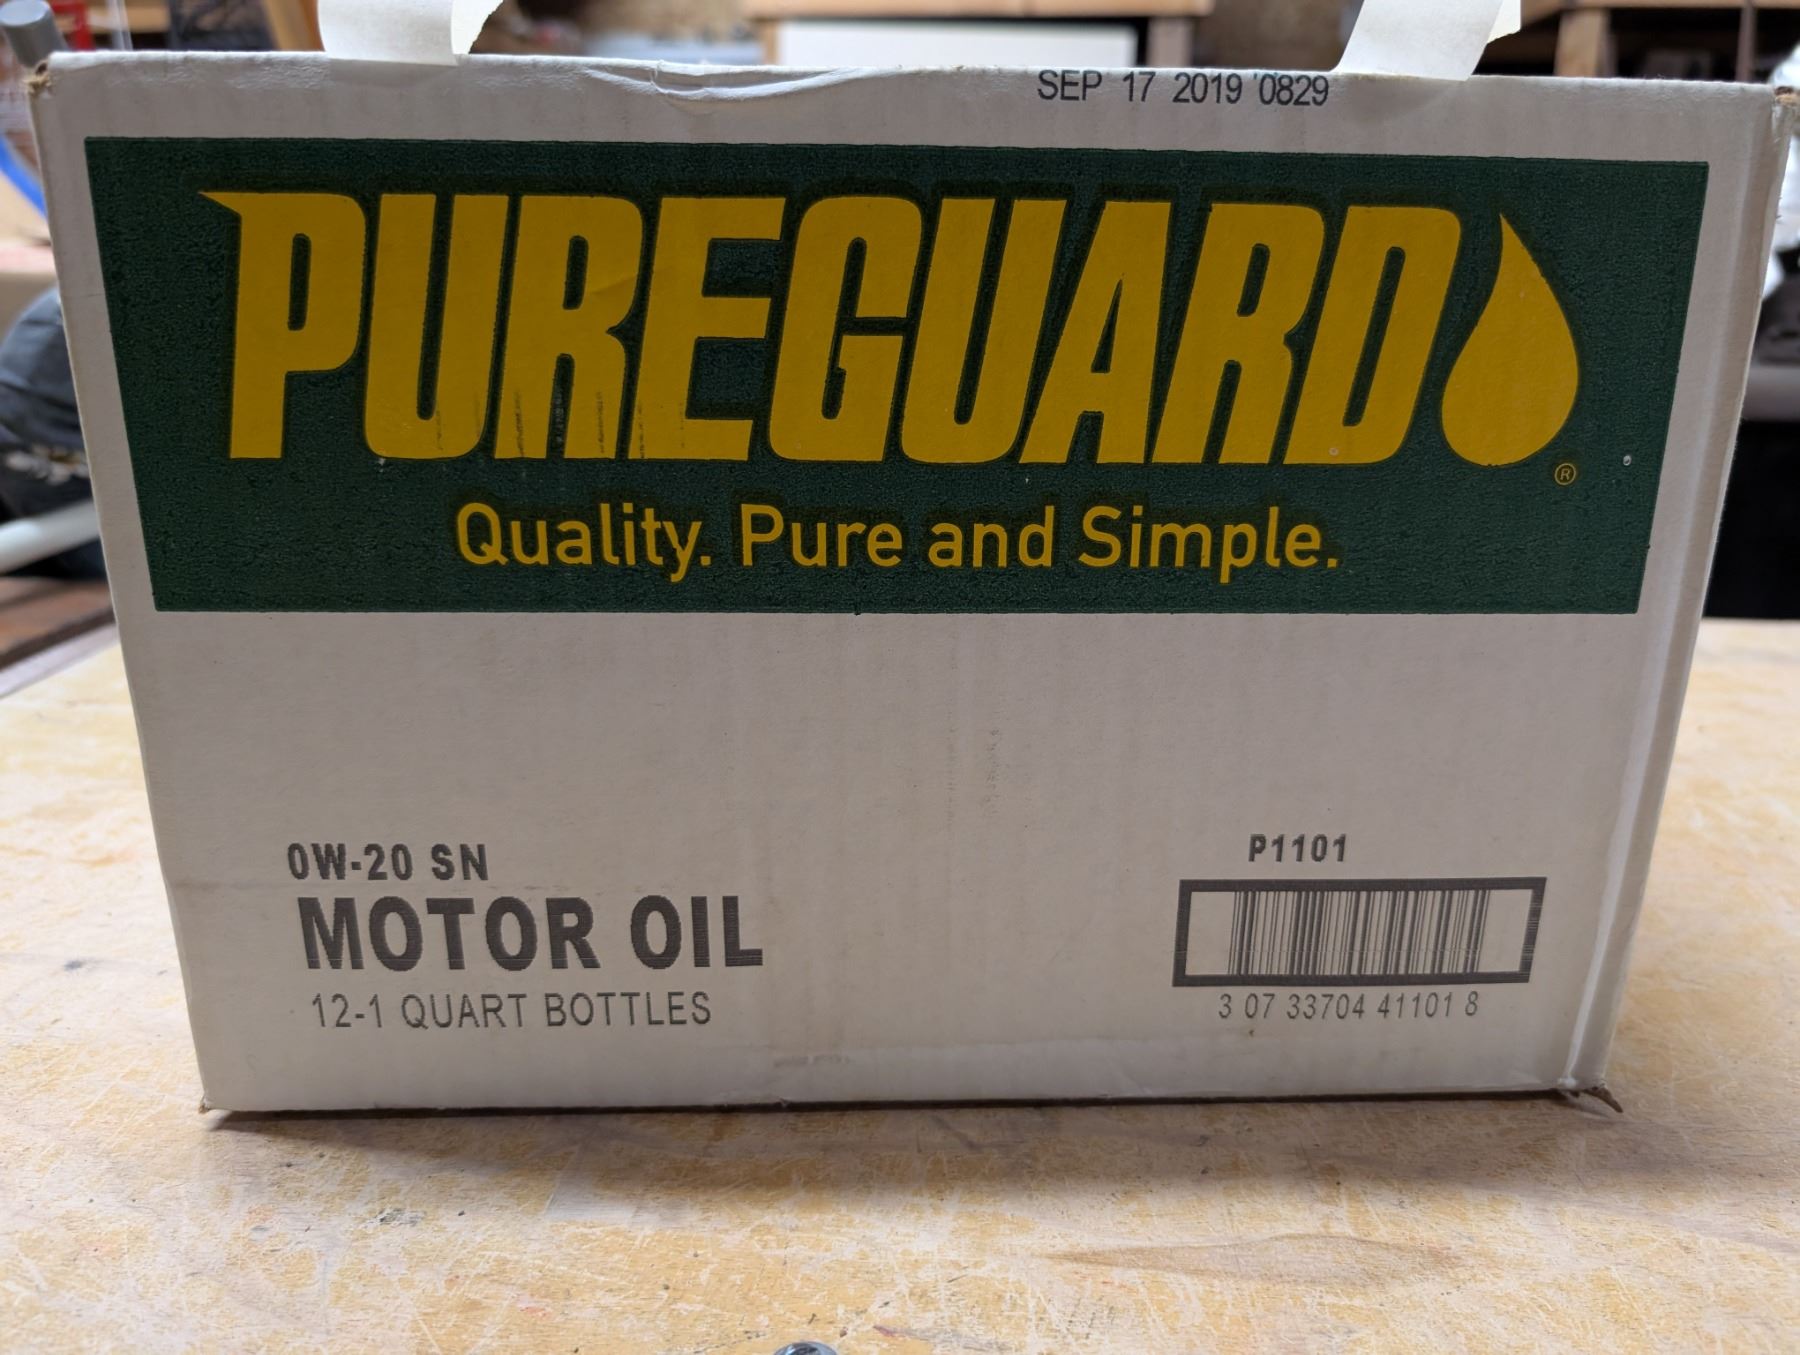 SEP 17 2019 0829
PUREGUARD®
Quality. Pure and Simple.
0W-20 SN
MOTOR OIL
12-1 QUART BOTTLES
P1101
3 07 33704 41101 8